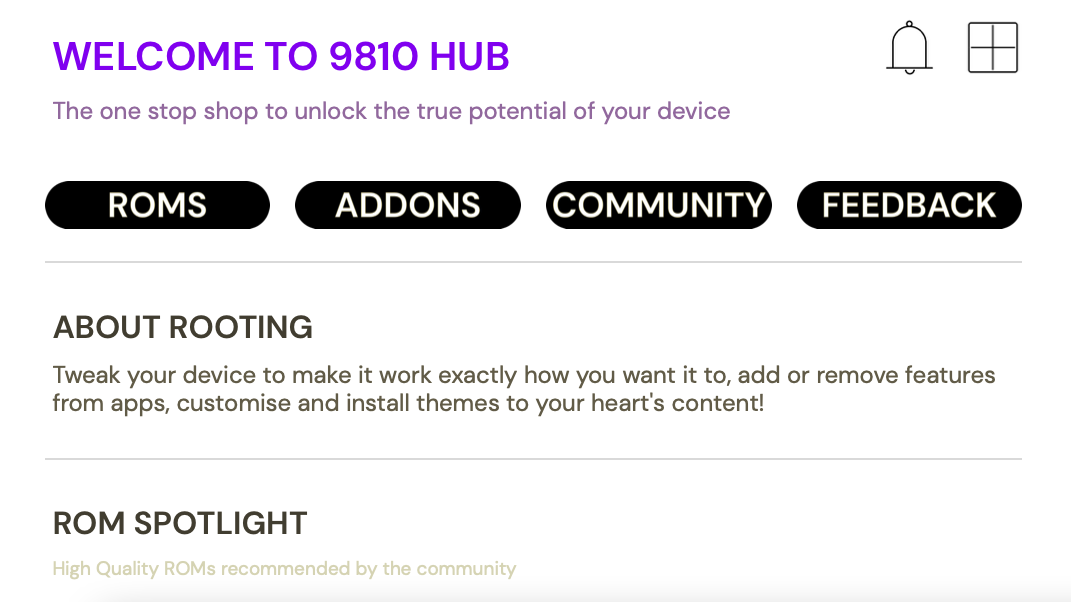 WELCOME TO 9810 HUB
The one stop shop to unlock the true potential of your device
ROMS
ADDONS
COMMUNITY
FEEDBACK
ABOUT ROOTING
Tweak your device to make it work exactly how you want it to, add or remove features
from apps, customise and install themes to your heart's content!
ROM SPOTLIGHT
High Quality ROMs recommended by the community